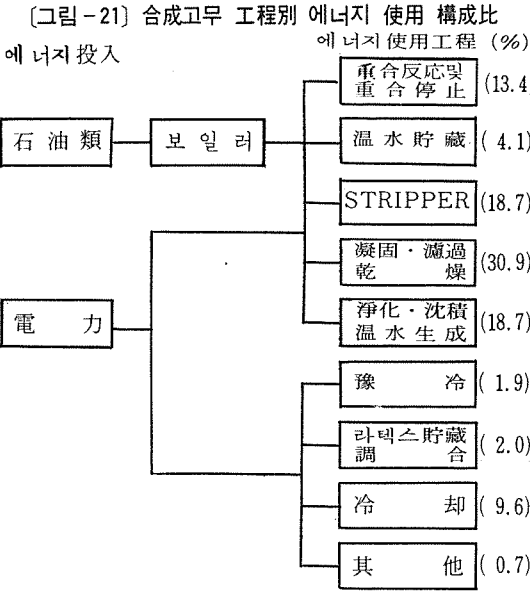 〔그림-21〕 合成고무 工程別 에너지 使用 構成比
에너지投入
에너지使用工程 (%)
重合反応및
重合停止
(13.4
石油類
보일러
温水貯蔵
( 4.1)
STRIPPER
(18.7)
凝固·濾過
乾燥
(30.9)
電力
淨化·沈積
温水生成
(18.7)
豫冷
( 1.9)
라텍스貯蔵
調合
( 2.0)
冷却
( 9.6)
其他
( 0.7)